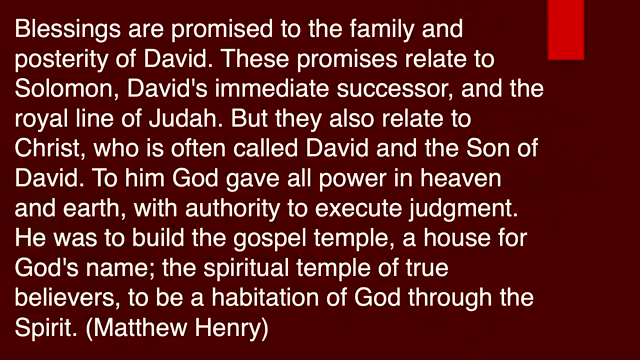 Blessings are promised to the family and
posterity of David. These promises relate to
Solomon, David's immediate successor, and the
royal line of Judah. But they also relate to
Christ, who is often called David and the Son of
David. To him God gave all power in heaven
and earth, with authority to execute judgment.
He was to build the gospel temple, a house for
God's name; the spiritual temple of true
believers, to be a habitation of God through the
Spirit. (Matthew Henry)